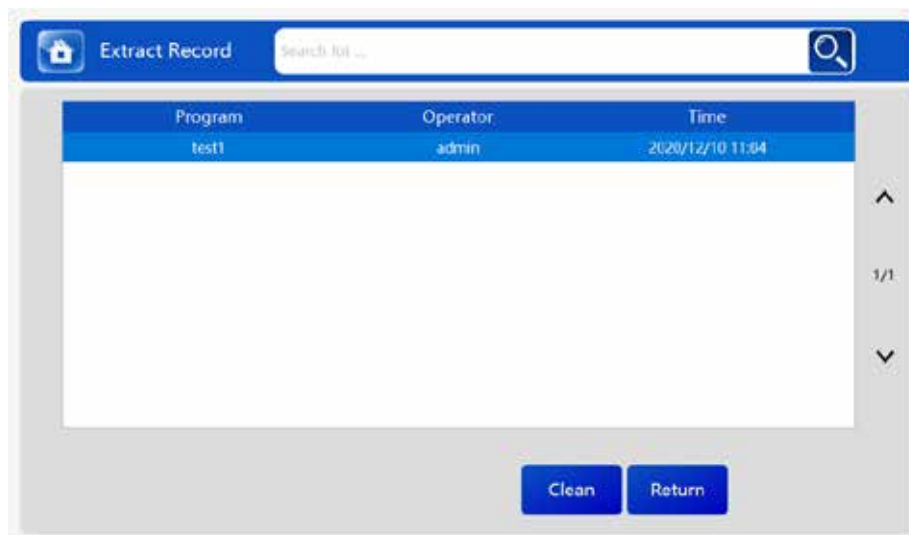 Extract Record Search for ...
Program Operator Time
test1 admin 2020/12/10 11:04
1/1
Clean Return